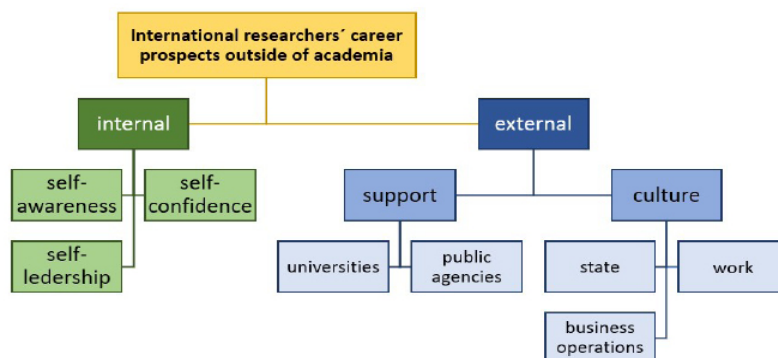 International researchers´ career
prospects outside of academia
internal
external
self-
awareness
self-
confidence
self-
ledership
support
culture
universities
public
agencies
state
work
business
operations